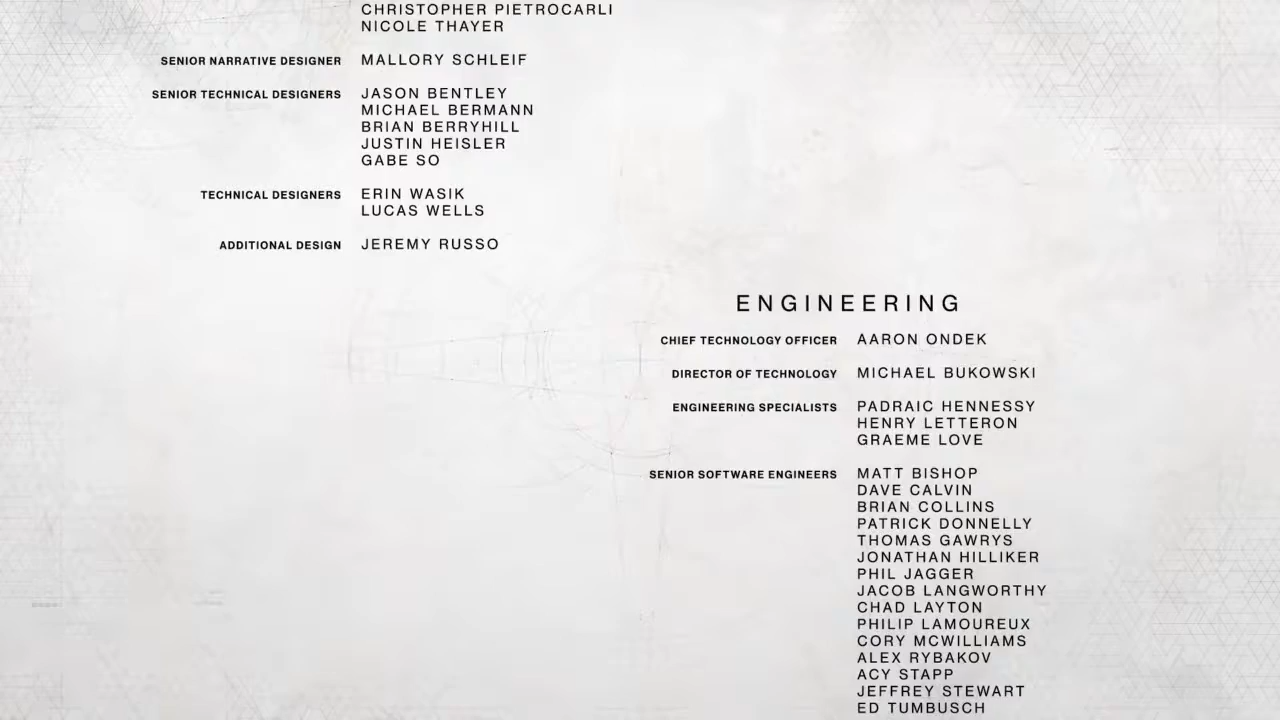 CHRISTOPHER PIETROCARLI
NICOLE THAYER
SENIOR NARRATIVE DESIGNER MALLORY SCHLEIF
SENIOR TECHNICAL DESIGNERS JASON BENTLEY
MICHAEL BERMANN
BRIAN BERRYHILL
JUSTIN HEISLER
GABE SO
TECHNICAL DESIGNERS ERIN WASIK
LUCAS WELLS
ADDITIONAL DESIGN JEREMY RUSSO
ENGINEERING
CHIEF TECHNOLOGY OFFICER AARON ONDEK
DIRECTOR OF TECHNOLOGY MICHAEL BUKOWSKI
ENGINEERING SPECIALISTS PADRAIC HENNESSY
HENRY LETTERON
GRAEME LOVE
SENIOR SOFTWARE ENGINEERS MATT BISHOP
DAVE CALVIN
BRIAN COLLINS
PATRICK DONNELLY
THOMAS GAWRYS
JONATHAN HILLIKER
PHIL JAGGER
JACOB LANGWORTHY
CHAD LAYTON
PHILIP LAMOUREUX
CORY MCWILLIAMS
ALEX RYBAKOV
ACY STAPP
JEFFREY STEWART
ED TUMBUSCH